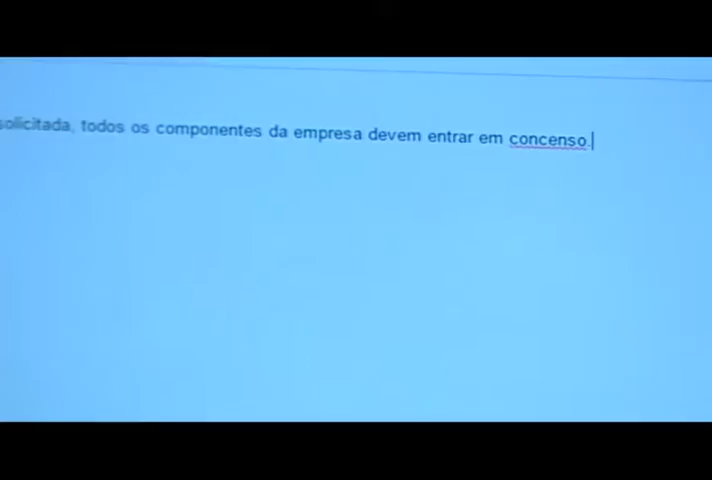 solicitada, todos os componentes da empresa devem entrar em concenso.